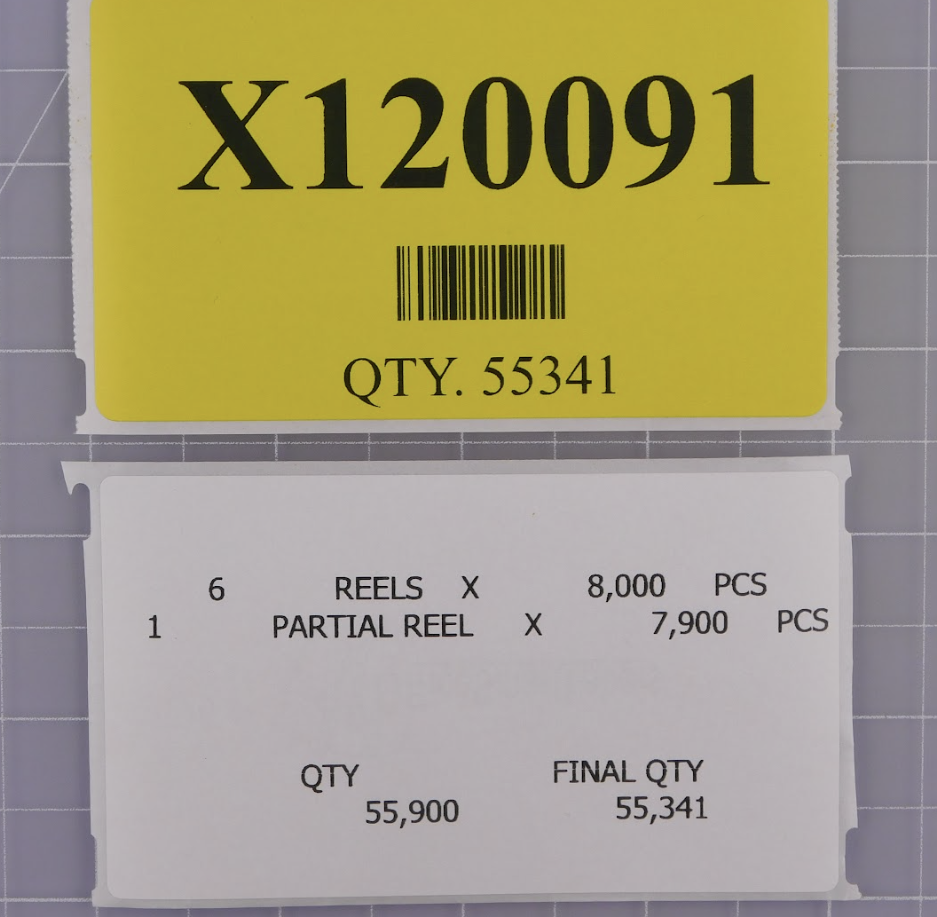 X120091
QTY. 55341
6 REELS X 8,000 PCS
1 PARTIAL REEL X 7,900 PCS
QTY FINAL QTY
55,900 55,341